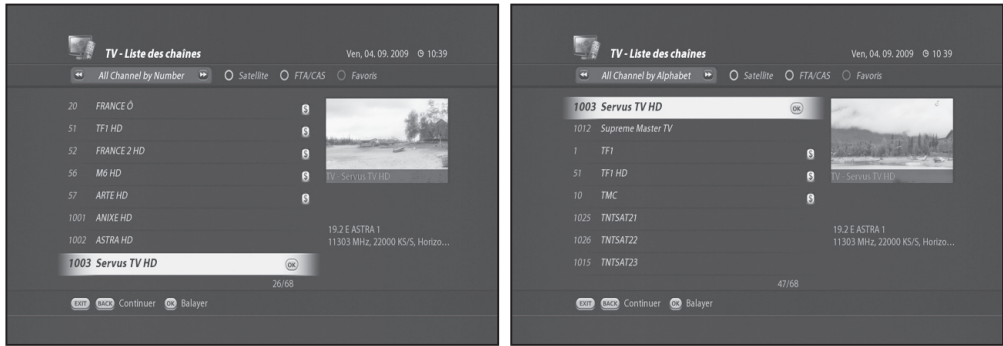 TV - Liste des chaînes
Ven, 04. 09. 2009 10:39
All Channel by Number Satellite FTA/CAS Favoris
20 FRANCE Ô S
51 TF1 HD S
52 FRANCE 2 HD S
56 M6 HD S
57 ARTE HD S
1001 ANIXE HD
1002 ASTRA HD
1003 Servus TV HD OK
26/68
TV - Servus TV HD
19.2 E ASTRA 1
11303 MHz, 22000 KS/S, Horizo...
EXIT BACK Continuer OK Balayer
TV - Liste des chaînes
Ven, 04. 09. 2009 10 39
All Channel by Alphabet Satellite FTA/CAS Favoris
1003 Servus TV HD OK
1012 Supreme Master TV
1 TF1 S
51 TF1 HD S
10 TMC S
1025 TNTSAT21
1026 TNTSAT22
1015 TNTSAT23
47/68
TV - Servus TV HD
19.2 E ASTRA 1
11303 MHz, 22000 KS/S, Horizo...
EXIT BACK Continuer OK Balayer